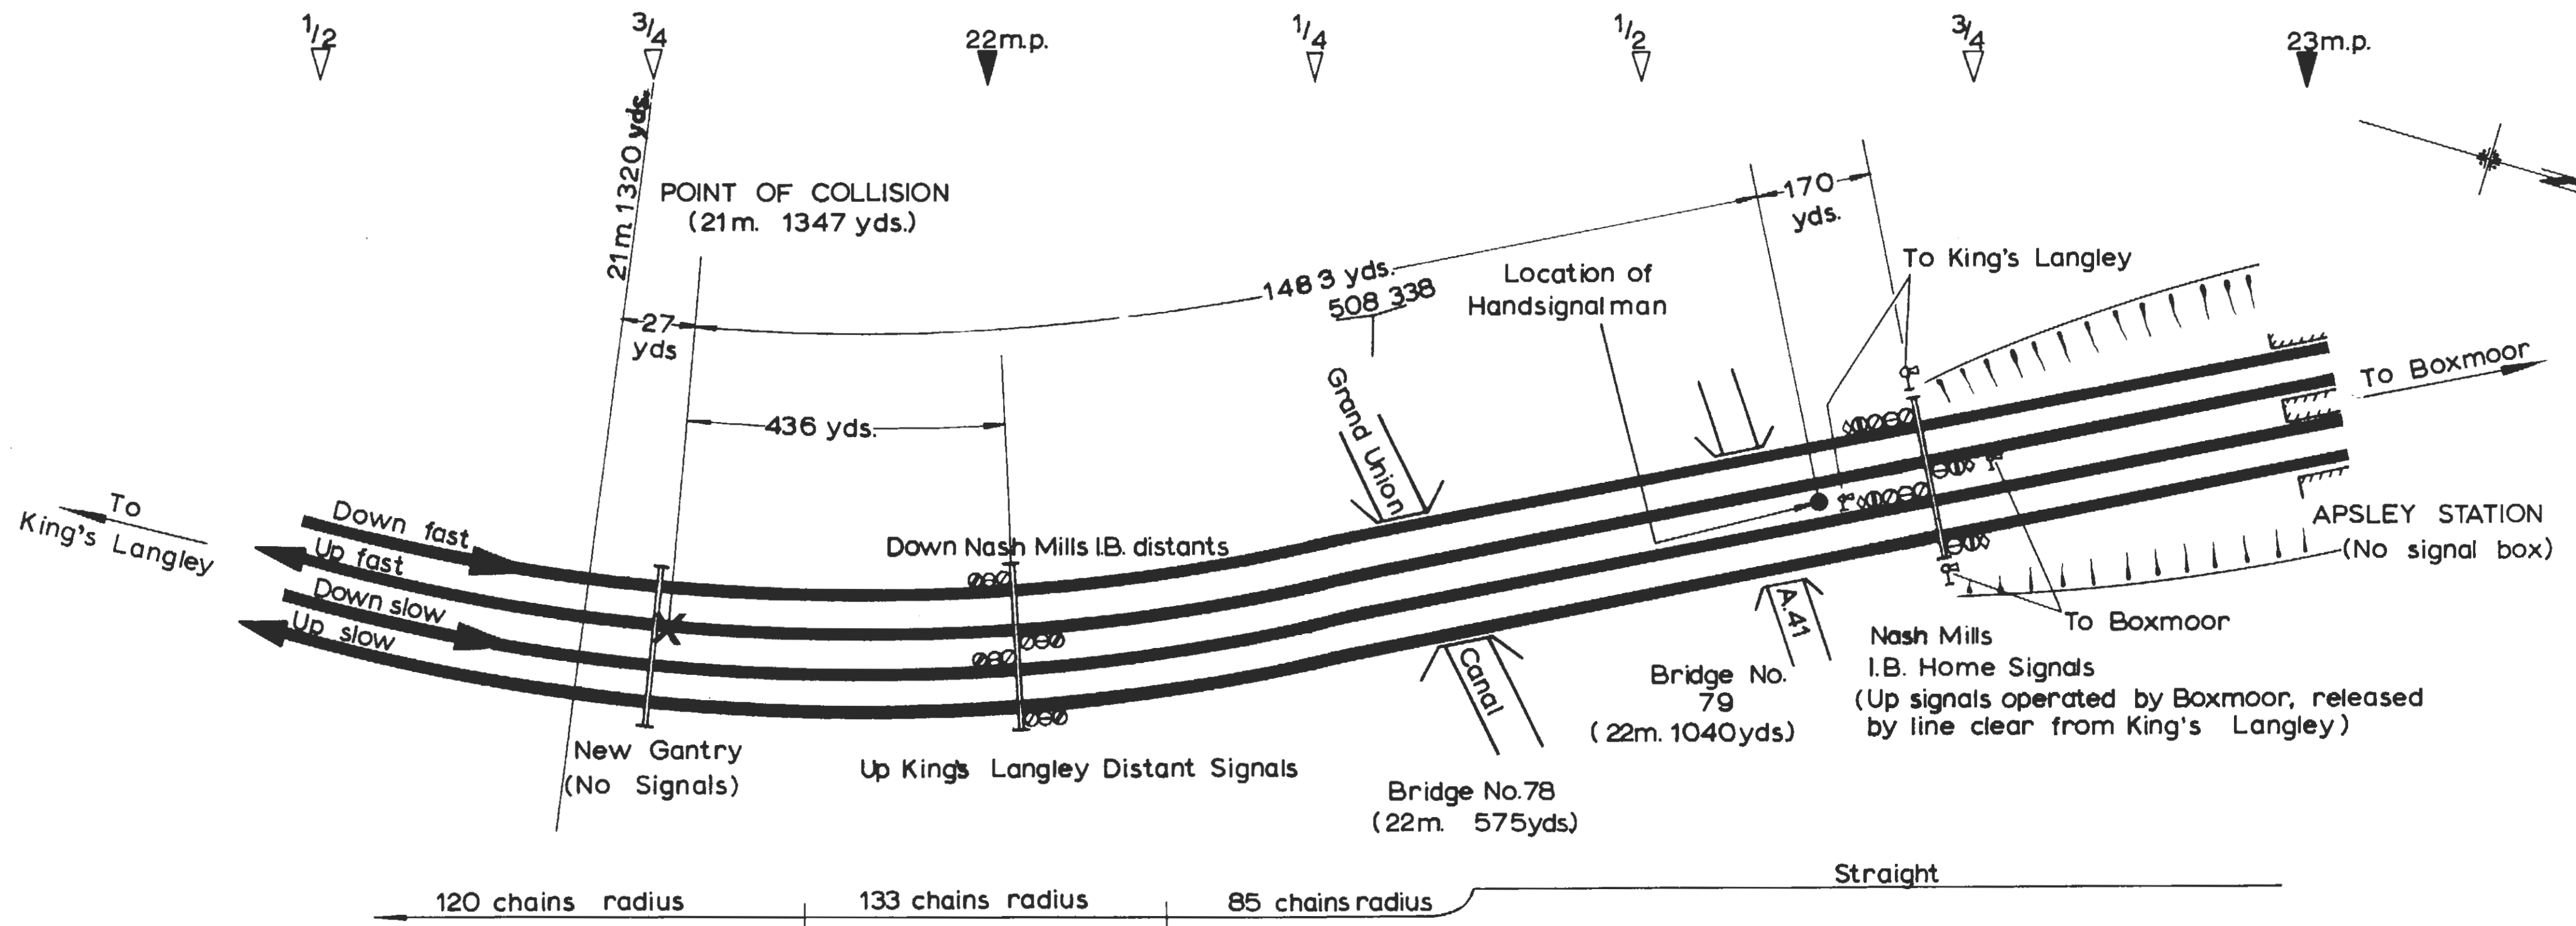 1/2
3/4
22m.p.
1/4
1/2
3/4
23m.p.
21m 1320 yds.
POINT OF COLLISION
(21m. 1347 yds.)
170
yds.
27
yds
1483 yds.
508 338
Location of
Handsignalman
To King's Langley
436 yds.
Grand Union
To Boxmoor
To
King's Langley
Down fast
Up fast
Down slow
Up slow
Down Nash Mills I.B. distants
APSLEY STATION
(No signal box)
A.41
To Boxmoor
Nash Mills
I.B. Home Signals
(Up signals operated by Boxmoor, released
by line clear from King's Langley)
Canal
Bridge No.
79
(22m. 1040yds.)
New Gantry
(No Signals)
Up King's Langley Distant Signals
Bridge No.78
(22m. 575yds.)
Straight
120 chains radius
133 chains radius
85 chains radius